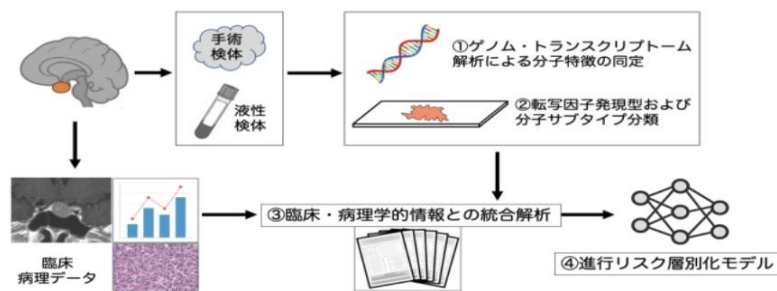 手術
検体
液性
検体
①ゲノム・トランスクリプトーム
解析による分子特徴の同定
②転写因子発現型および
分子サブタイプ分類
臨床
病理データ
③臨床・病理学的情報との統合解析
④進行リスク層別化モデル